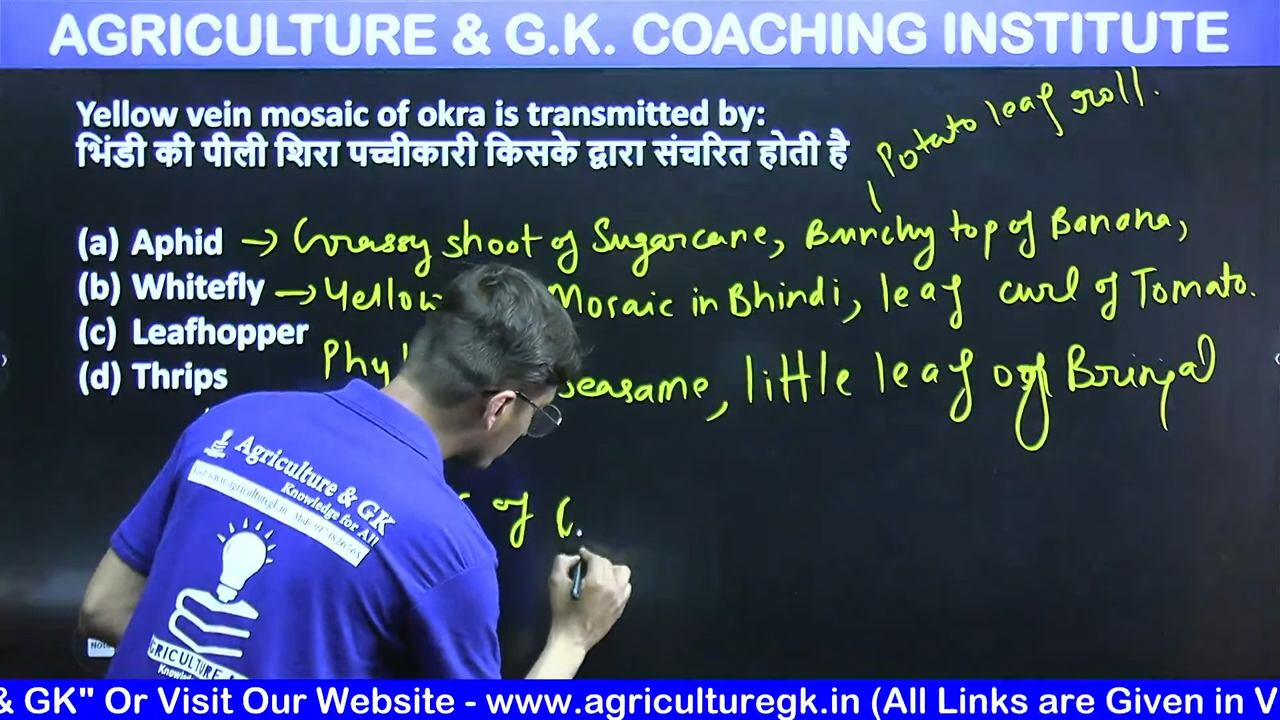 AGRICULTURE & G.K. COACHING INSTITUTE
Yellow vein mosaic of okra is transmitted by:
भिंडी की पीली शिरा पच्चीकारी किसके द्वारा संचरित होती है
Potato leaf roll.
(a) Aphid → Grassy shoot of Sugarcane, Bunchy top of Banana,
(b) Whitefly → Yellow Mosaic in Bhindi, leaf curl of Tomato.
(c) Leafhopper
Phyl seasame, little leaf of Brinjal
(d) Thrips
of
Agriculture & GK
Knowledge for All
& GK" Or Visit Our Website - www.agriculturegk.in (All Links are Given in V